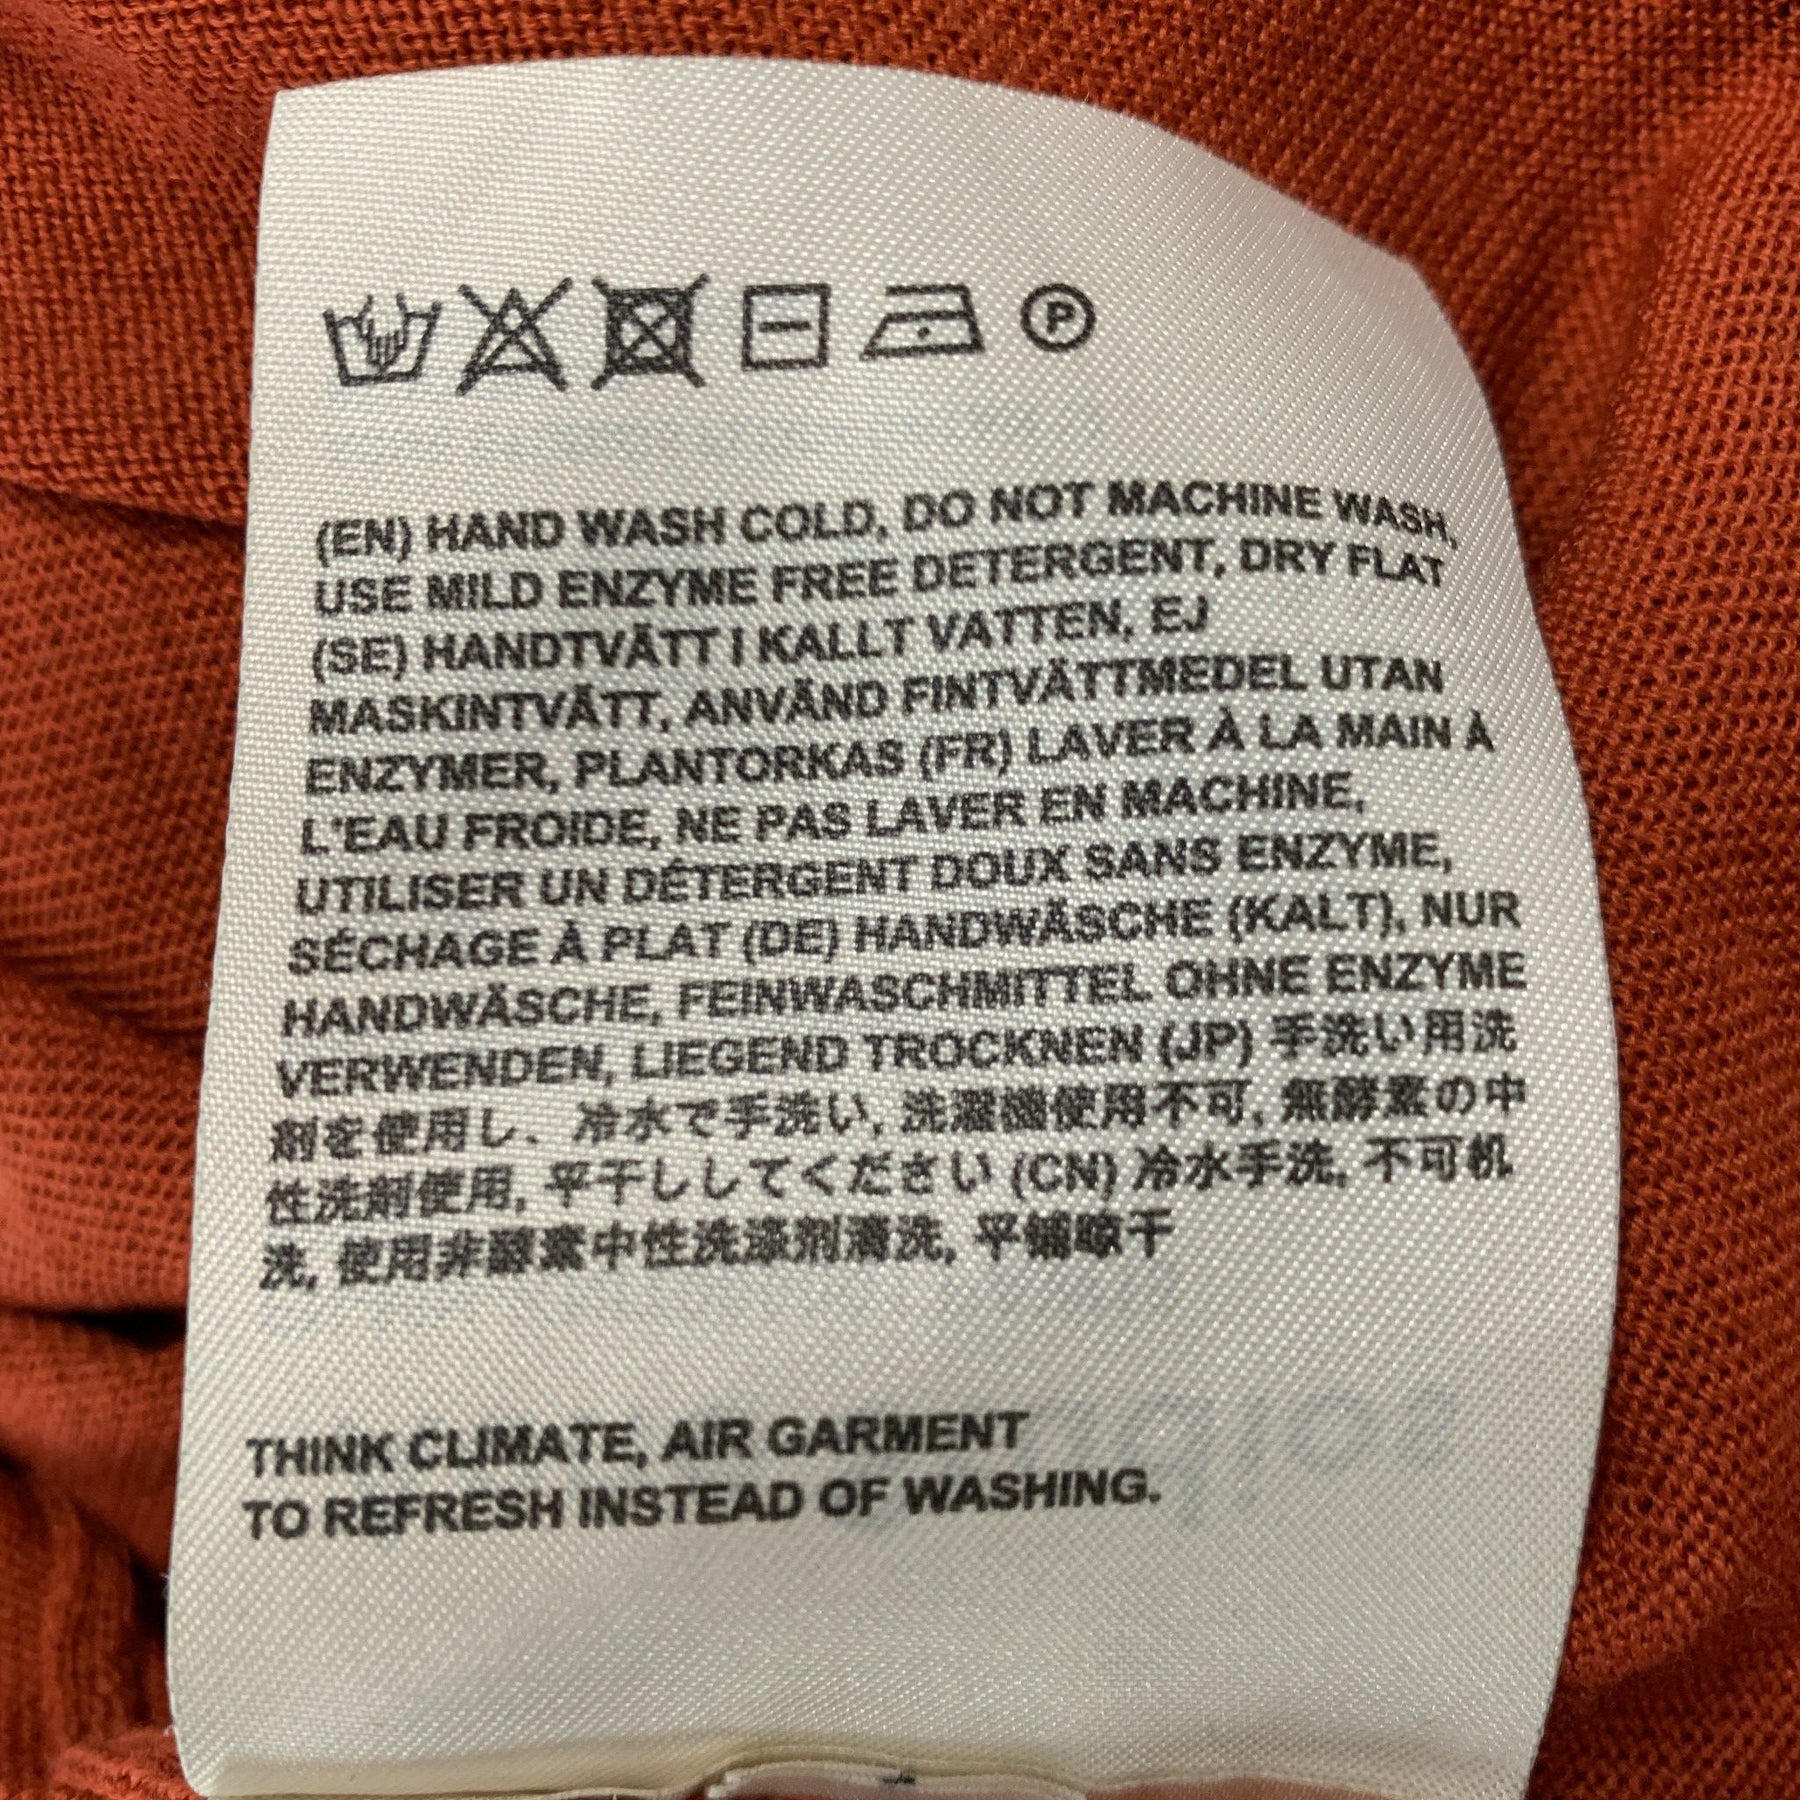 (EN) HAND WASH COLD, DO NOT MACHINE WASH,
USE MILD ENZYME FREE DETERGENT, DRY FLAT
(SE) HANDTVÄTT I KALLT VATTEN, EJ
MASKINTVÄTT, ANVÄND FINTVÄTTMEDEL UTAN
ENZYMER, PLANTORKAS (FR) LAVER À LA MAIN À
L'EAU FROIDE, NE PAS LAVER EN MACHINE,
UTILISER UN DÉTERGENT DOUX SANS ENZYME,
SÉCHAGE À PLAT (DE) HANDWÄSCHE (KALT), NUR
HANDWÄSCHE, FEINWASCHMITTEL OHNE ENZYME
VERWENDEN, LIEGEND TROCKNEN (JP) 手洗い用洗
剤を使用し、冷水で手洗い, 洗濯機使用不可, 無酵素の中
性洗剤使用, 平干ししてください (CN) 冷水手洗, 不可机
洗, 使用非酵素中性洗涤剂清洗, 平铺晾干
THINK CLIMATE, AIR GARMENT
TO REFRESH INSTEAD OF WASHING.